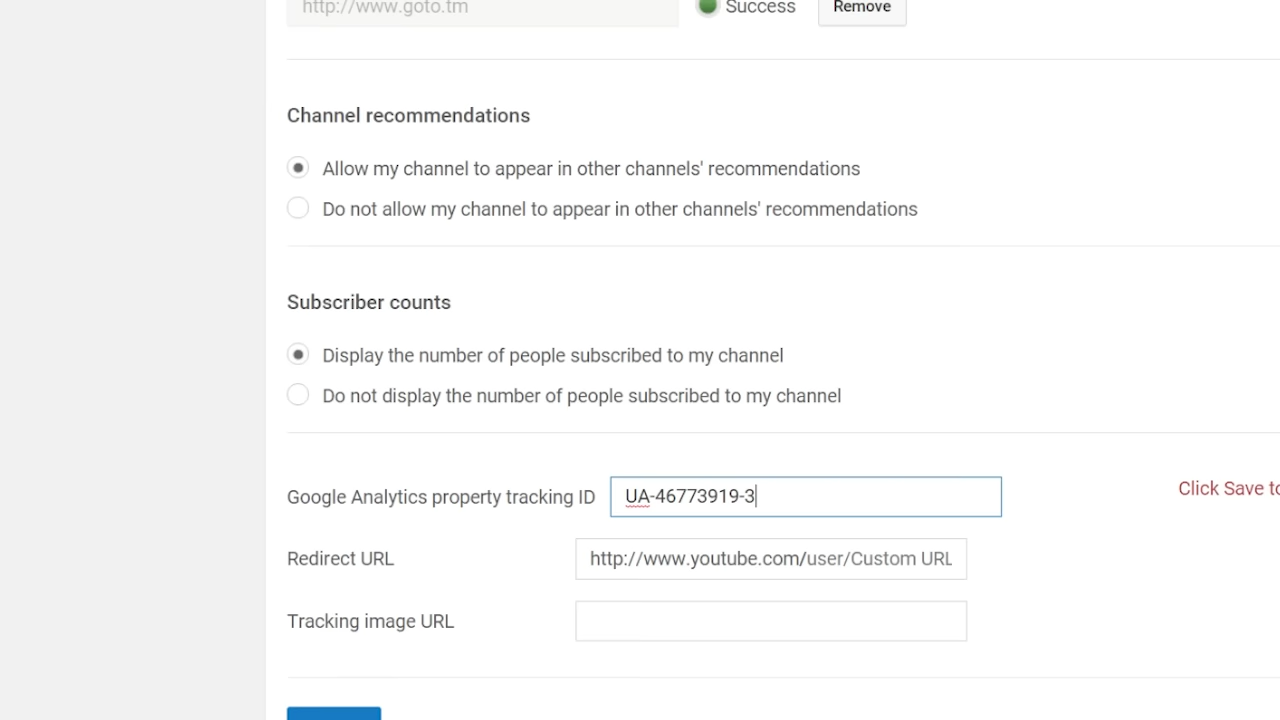 http://www.goto.tm
Success
Remove
Channel recommendations
Allow my channel to appear in other channels' recommendations
Do not allow my channel to appear in other channels' recommendations
Subscriber counts
Display the number of people subscribed to my channel
Do not display the number of people subscribed to my channel
Google Analytics property tracking ID
UA-46773919-3
Click Save to
Redirect URL
http://www.youtube.com/user/Custom URL
Tracking image URL